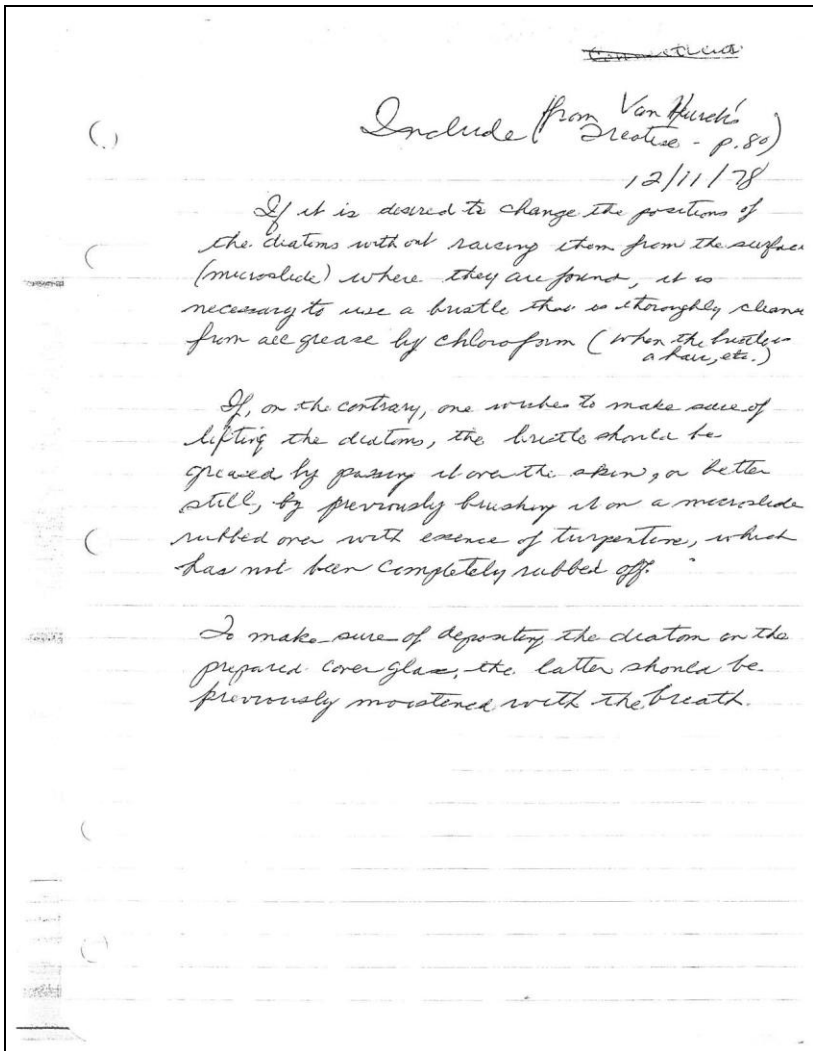 Include (from Van Heurck's
Treatise - p. 80)
12/11/78
If it is desired to change the positions of
the diatoms without raising them from the surface
(microslide) where they are found, it is
necessary to use a bristle that is thoroughly cleane
from all grease by chloroform (when the bristle is
a hair, etc.)
If, on the contrary, one wishes to make sure of
lifting the diatoms, the bristle should be
greased by passing it over the skin, or better
still, by previously brushing it on a microslide
rubbed over with essence of turpentine, which
has not been completely rubbed off.
To make sure of depositing the diatom on the
prepared cover glass, the latter should be
previously moistened with the breath.